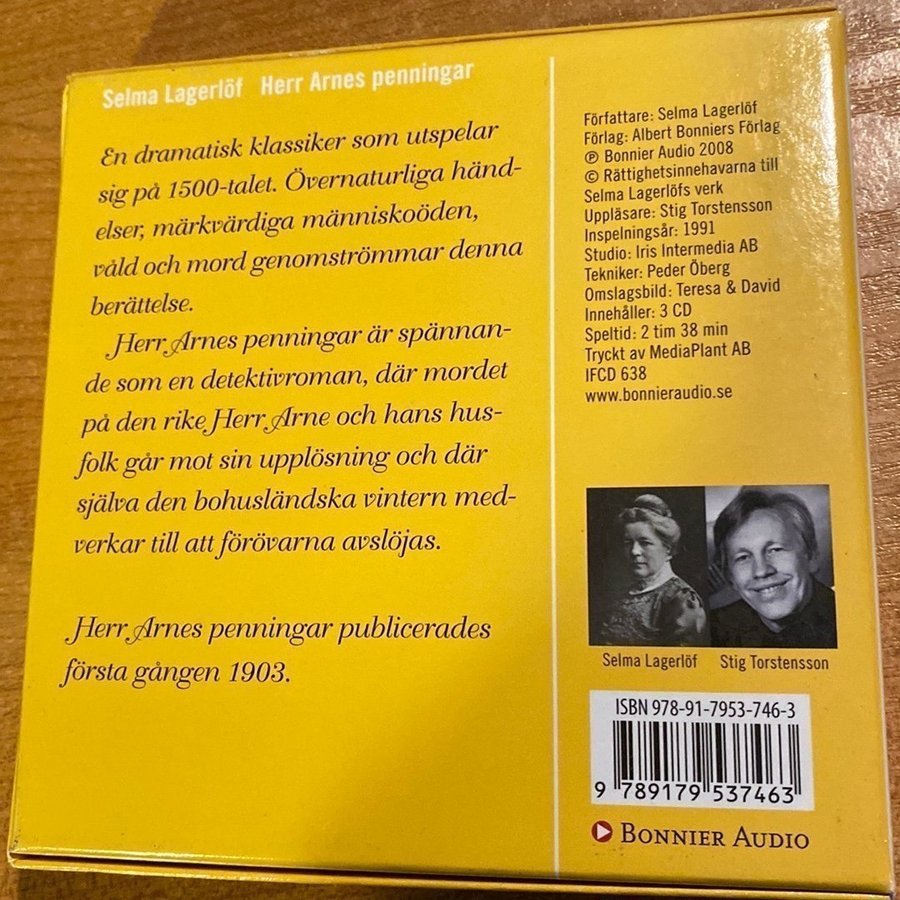 Selma Lagerlöf Herr Arnes penningar
En dramatisk klassiker som utspelar
sig på 1500-talet. Övernaturliga händ-
elser, märkvärdiga människoöden,
våld och mord genomströmmar denna
berättelse.
Herr Arnes penningar är spännan-
de som en detektivroman, där mordet
på den rike Herr Arne och hans hus-
folk går mot sin upplösning och där
själva den bohusländska vintern med-
verkar till att förövarna avslöjas.
Herr Arnes penningar publicerades
första gången 1903.
Författare: Selma Lagerlöf
Förlag: Albert Bonniers Förlag
℗ Bonnier Audio 2008
© Rättighetsinnehavarna till
Selma Lagerlöfs verk
Uppläsare: Stig Torstensson
Inspelningsår: 1991
Studio: Iris Intermedia AB
Tekniker: Peder Öberg
Omslagsbild: Teresa & David
Innehåller: 3 CD
Speltid: 2 tim 38 min
Tryckt av MediaPlant AB
IFCD 638
www.bonnieraudio.se
Selma Lagerlöf Stig Torstensson
ISBN 978-91-7953-746-3
9 789179 537463
BONNIER AUDIO